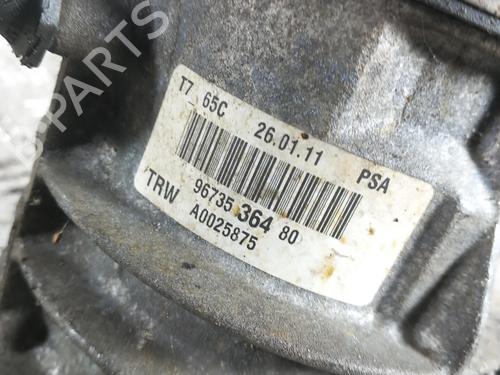 T7 65C 26.01.11 PSA
96735 364 80
TRW A0025875
B-PARTS